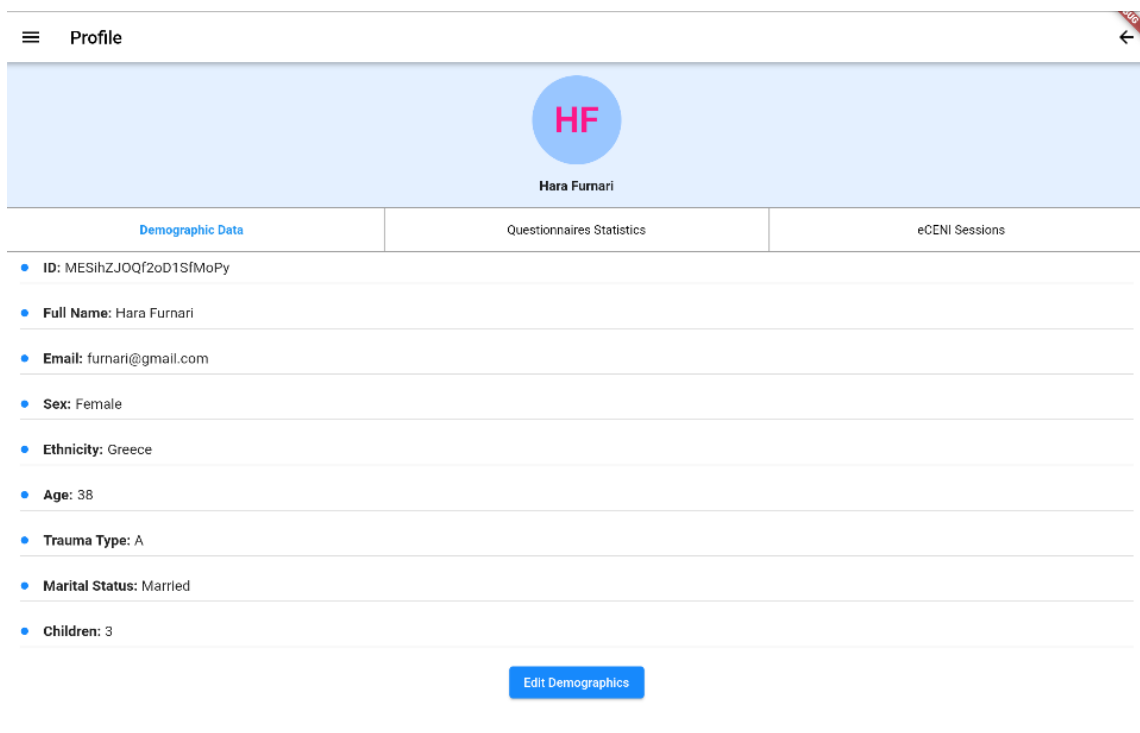 Profile
HF
Hara Furnari
Demographic Data
Questionnaires Statistics
eCENI Sessions
ID: MESihZJOQf2oD1SfMoPy
Full Name: Hara Furnari
Email: furnari@gmail.com
Sex: Female
Ethnicity: Greece
Age: 38
Trauma Type: A
Marital Status: Married
Children: 3
Edit Demographics